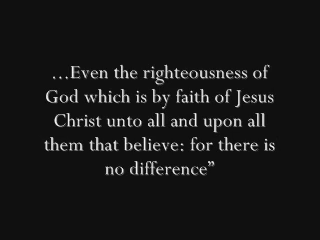 ...Even the righteousness of
God which is by faith of Jesus
Christ unto all and upon all
them that believe: for there is
no difference”